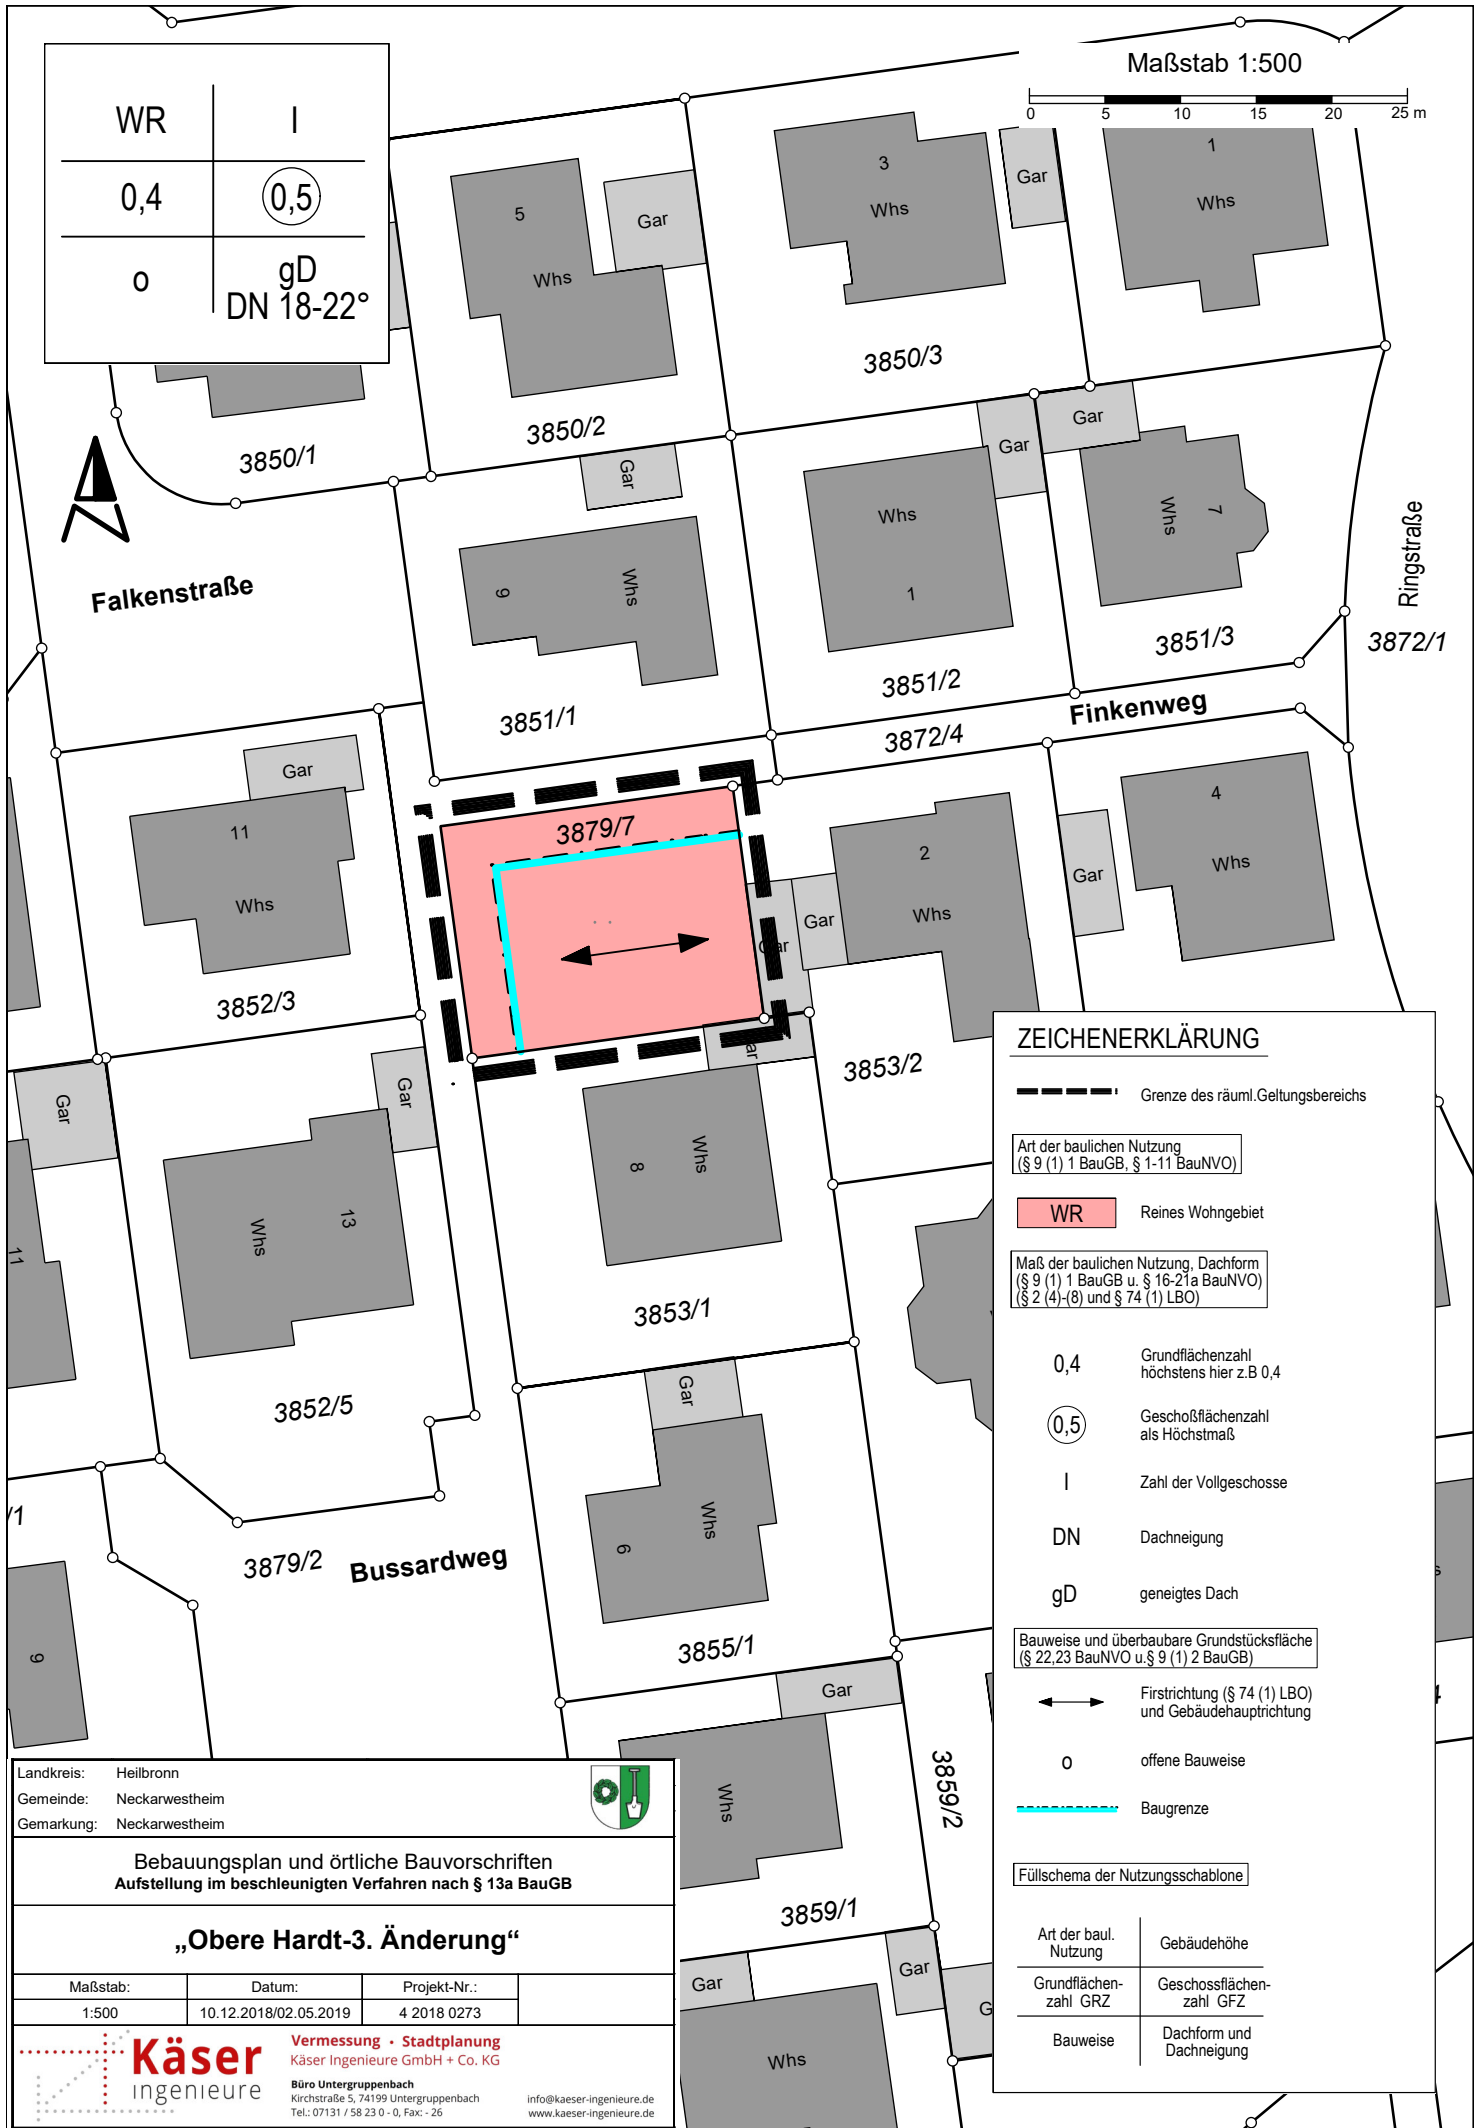 WR I
0,4 0,5
o gD
DN 18-22°
Maßstab 1:500
0 5 10 15 20 25 m
5
Whs
Gar
3
Whs
Gar
1
Whs
3850/1
3850/2
3850/3
Falkenstraße
Gar
9
Whs
3851/1
Gar
Whs
1
3851/2
Gar
Whs
7
3851/3
Ringstraße
3872/1
Finkenweg
3872/4
Gar
11
Whs
3852/3
3879/7
Gar
Gar
2
Whs
Gar
4
Whs
3853/2
Gar
Gar
Gar
Whs
13
11
3852/5
8
Whs
3853/1
Gar
Whs
6
3855/1
/1
3879/2
Bussardweg
9
Gar
Whs
3859/2
3859/1
Gar
Gar
Whs
ZEICHENERKLÄRUNG
Grenze des räuml.Geltungsbereichs
Art der baulichen Nutzung
(§ 9 (1) 1 BauGB, § 1-11 BauNVO)
WR Reines Wohngebiet
Maß der baulichen Nutzung, Dachform
(§ 9 (1) 1 BauGB u. § 16-21a BauNVO)
(§ 2 (4)-(8) und § 74 (1) LBO)
0,4 Grundflächenzahl
höchstens hier z.B 0,4
0,5 Geschoßflächenzahl
als Höchstmaß
I Zahl der Vollgeschosse
DN Dachneigung
gD geneigtes Dach
Bauweise und überbaubare Grundstücksfläche
(§ 22,23 BauNVO u.§ 9 (1) 2 BauGB)
Firstrichtung (§ 74 (1) LBO)
und Gebäudehauptrichtung
o offene Bauweise
Baugrenze
Füllschema der Nutzungsschablone
Art der baul.
Nutzung
Gebäudehöhe
Grundflächen-
zahl GRZ
Geschossflächen-
zahl GFZ
Bauweise
Dachform und
Dachneigung
Landkreis: Heilbronn
Gemeinde: Neckarwestheim
Gemarkung: Neckarwestheim
Bebauungsplan und örtliche Bauvorschriften
Aufstellung im beschleunigten Verfahren nach § 13a BauGB
„Obere Hardt-3. Änderung“
Maßstab: Datum: Projekt-Nr.:
1:500 10.12.2018/02.05.2019 4 2018 0273
Käser
ingenieure
Vermessung · Stadtplanung
Käser Ingenieure GmbH + Co. KG
Büro Untergruppenbach
Kirchstraße 5, 74199 Untergruppenbach
Tel.: 07131 / 58 23 0 - 0, Fax: - 26
info@kaeser-ingenieure.de
www.kaeser-ingenieure.de